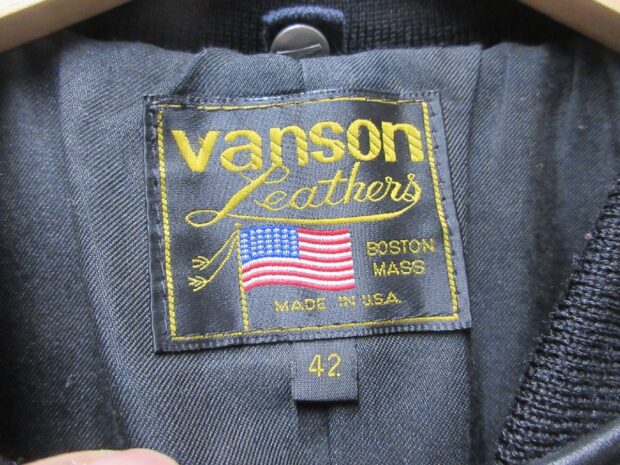 vanson
Leathers
BOSTON
MASS
MADE IN U.S.A.
42